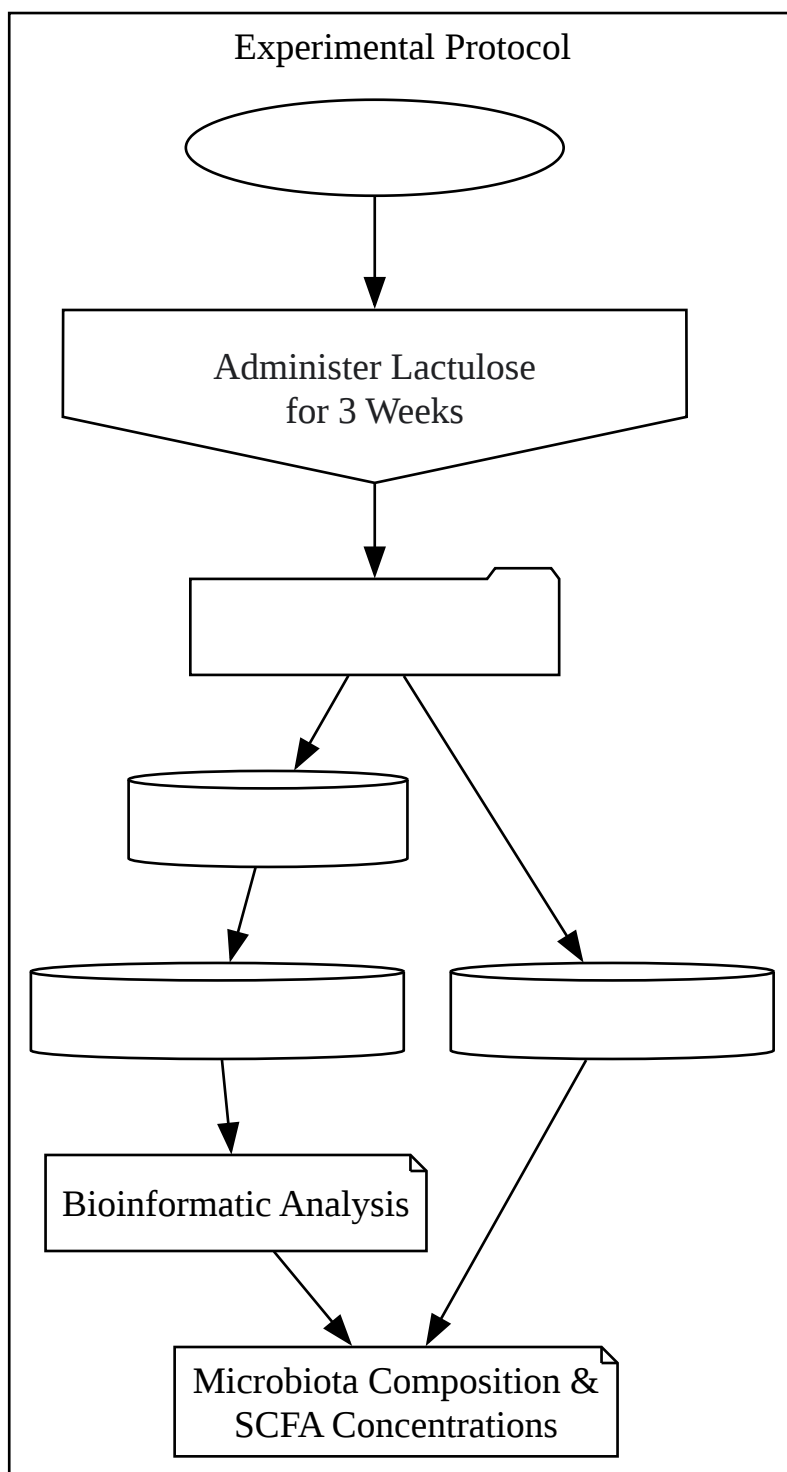 Experimental Protocol
Administer Lactulose
for 3 Weeks
Bioinformatic Analysis
Microbiota Composition &
SCFA Concentrations